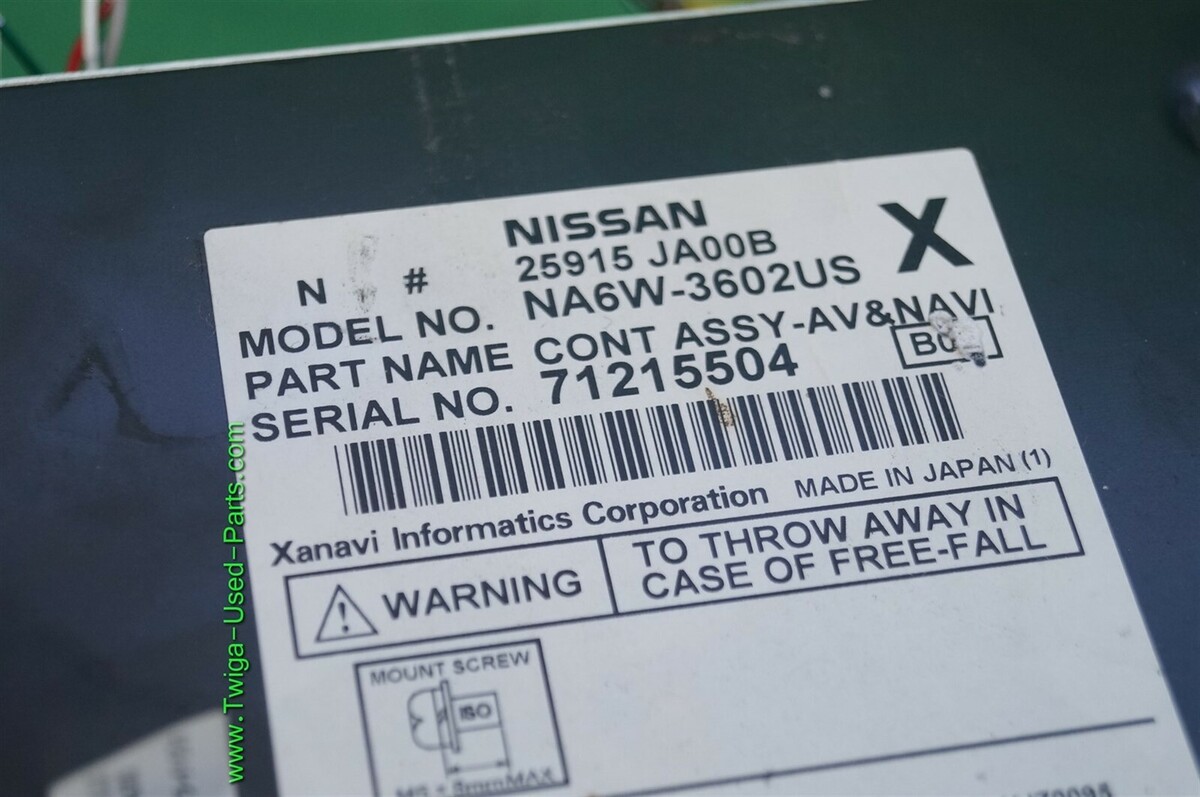 NISSAN
X
N #
25915 JA00B
MODEL NO. NA6W-3602US
PART NAME CONT ASSY-AV&NAVI
SERIAL NO. 71215504
Xanavi Informatics Corporation MADE IN JAPAN (1)
WARNING
TO THROW AWAY IN
CASE OF FREE-FALL
MOUNT SCREW
ISO
www.Twiga-Used-Parts.com